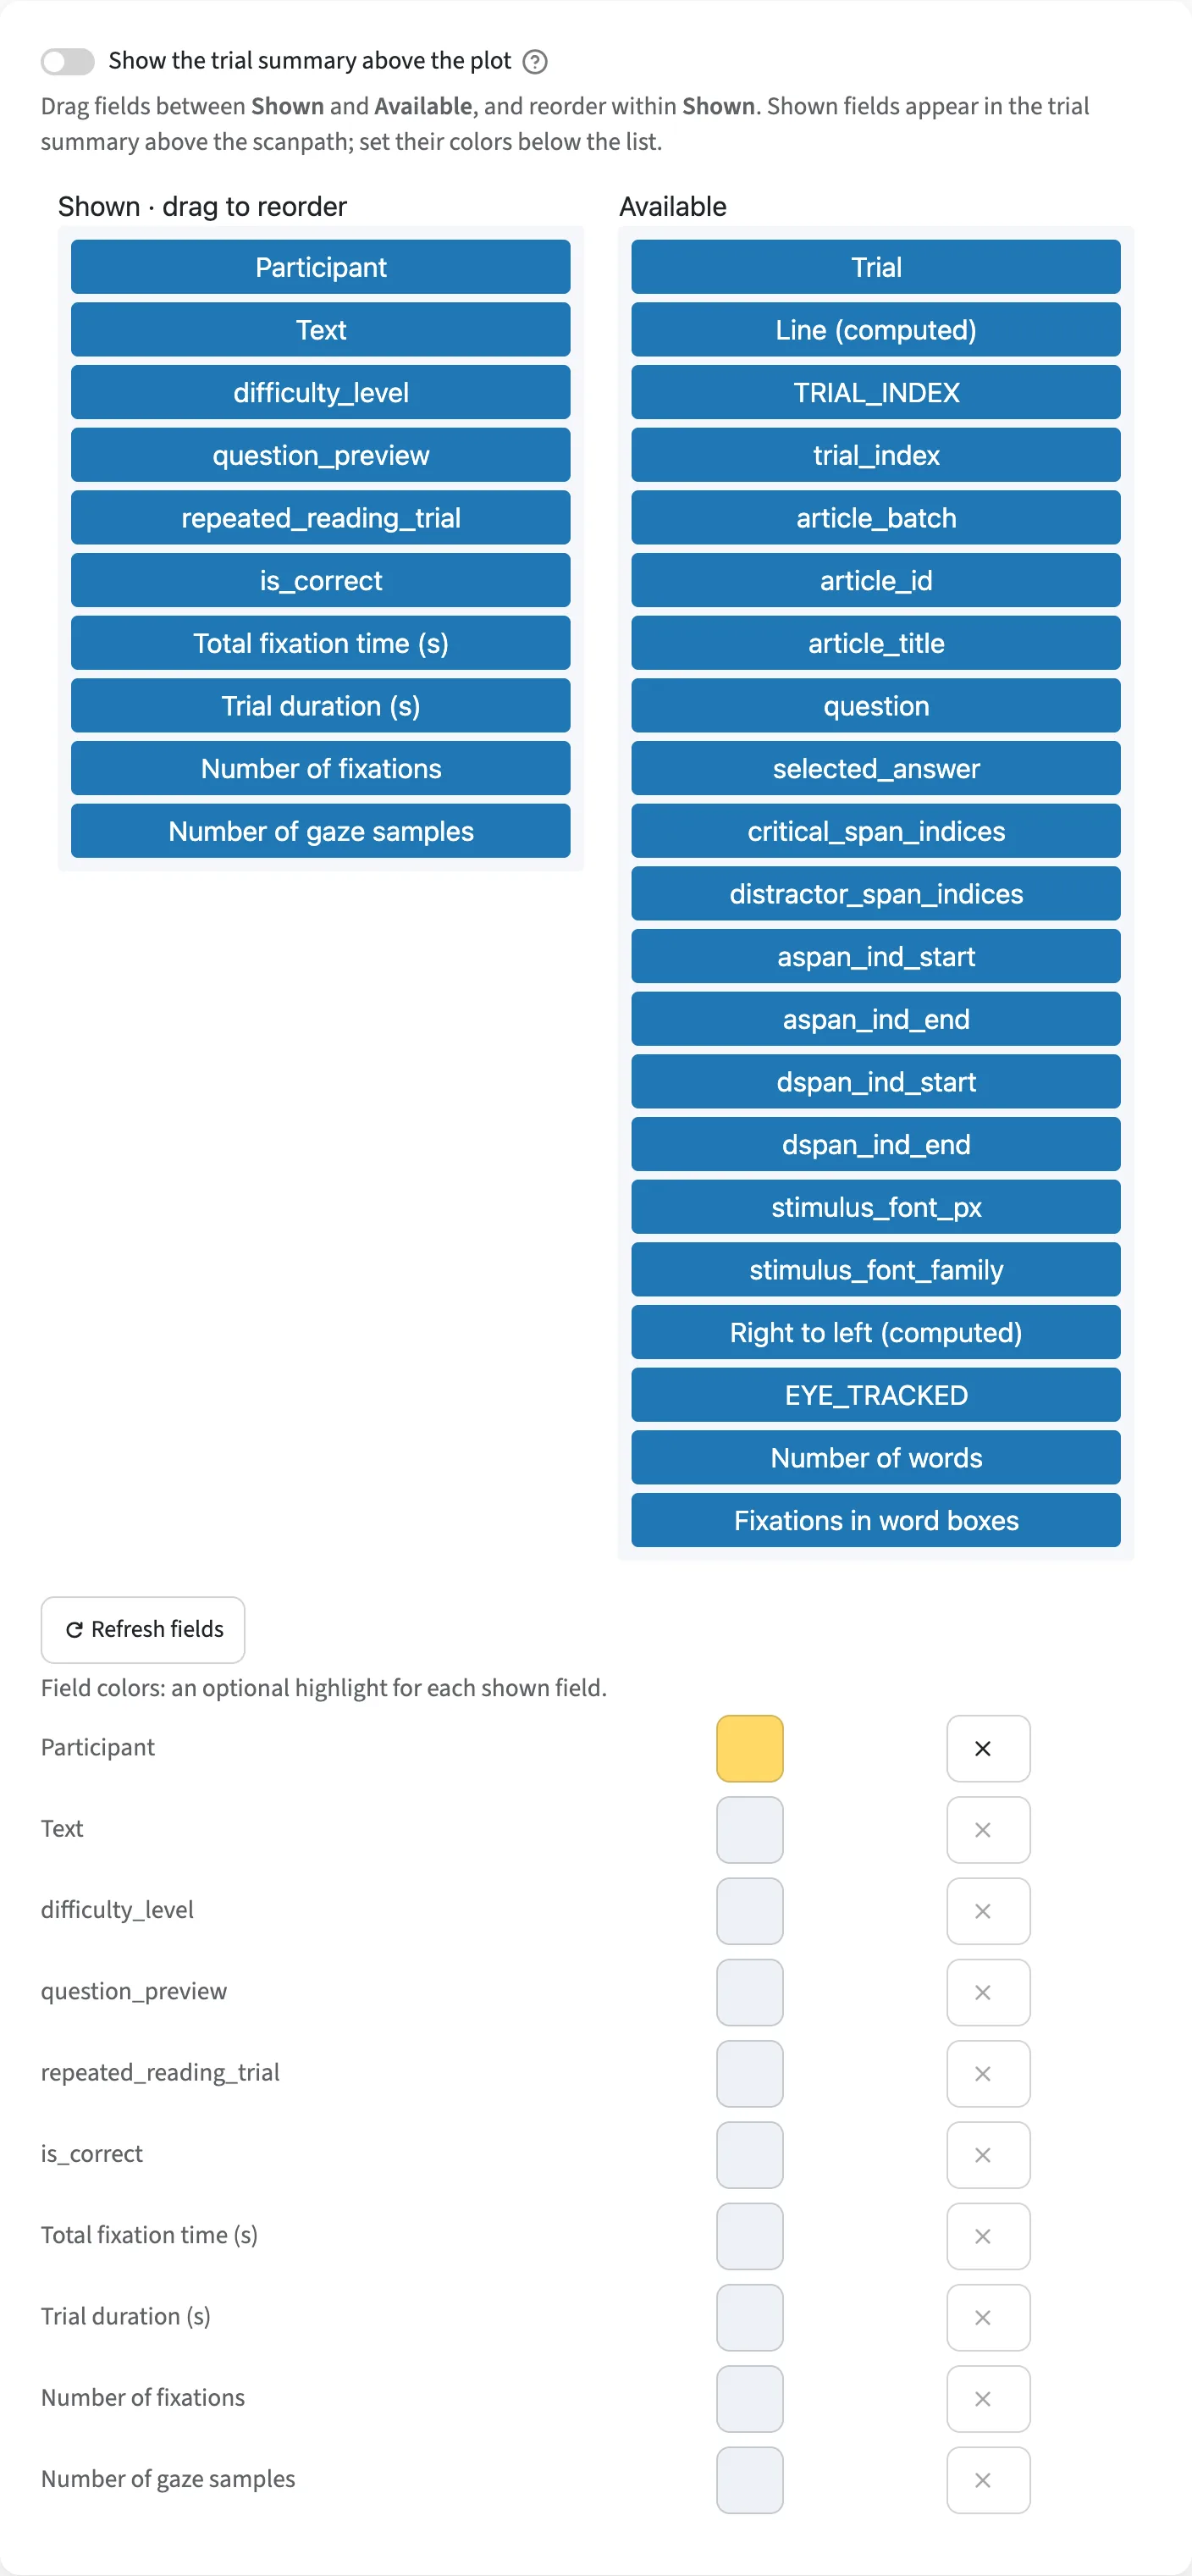 Show the trial summary above the plot ?
Drag fields between Shown and Available, and reorder within Shown. Shown fields appear in the trial
summary above the scanpath; set their colors below the list.
Shown · drag to reorder
Participant
Text
difficulty_level
question_preview
repeated_reading_trial
is_correct
Total fixation time (s)
Trial duration (s)
Number of fixations
Number of gaze samples
Available
Trial
Line (computed)
TRIAL_INDEX
trial_index
article_batch
article_id
article_title
question
selected_answer
critical_span_indices
distractor_span_indices
aspan_ind_start
aspan_ind_end
dspan_ind_start
dspan_ind_end
stimulus_font_px
stimulus_font_family
Right to left (computed)
EYE_TRACKED
Number of words
Fixations in word boxes
Refresh fields
Field colors: an optional highlight for each shown field.
Participant
Text
difficulty_level
question_preview
repeated_reading_trial
is_correct
Total fixation time (s)
Trial duration (s)
Number of fixations
Number of gaze samples